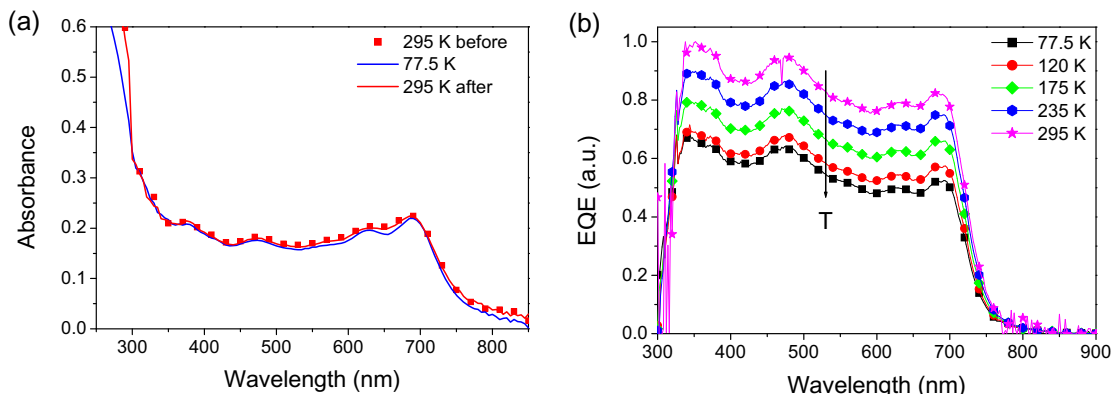 (a)
0.6
0.5
0.4
0.3
0.2
0.1
0.0
Absorbance
295 K before
77.5 K
295 K after
300 400 500 600 700 800
Wavelength (nm)
(b)
1.0
0.8
0.6
0.4
0.2
0.0
EQE (a.u.)
77.5 K
120 K
175 K
235 K
295 K
T
300 400 500 600 700 800 900
Wavelength (nm)